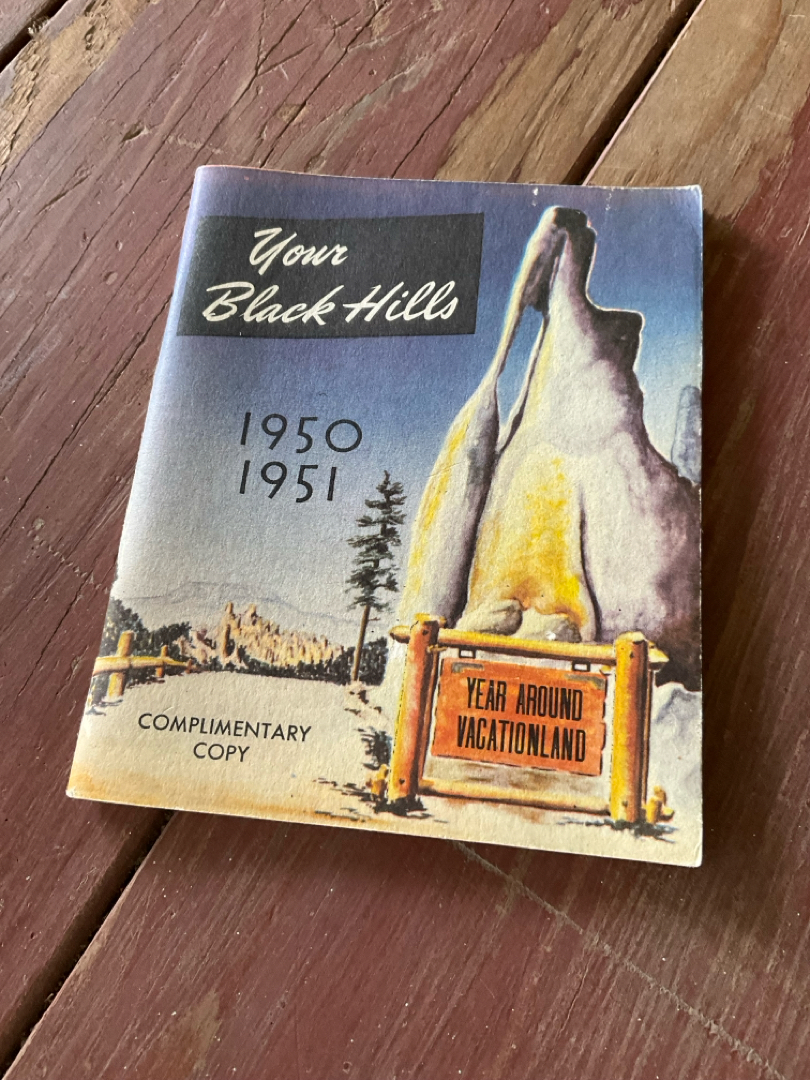 Your
Black Hills
1950
1951
COMPLIMENTARY
COPY
YEAR AROUND
VACATIONLAND